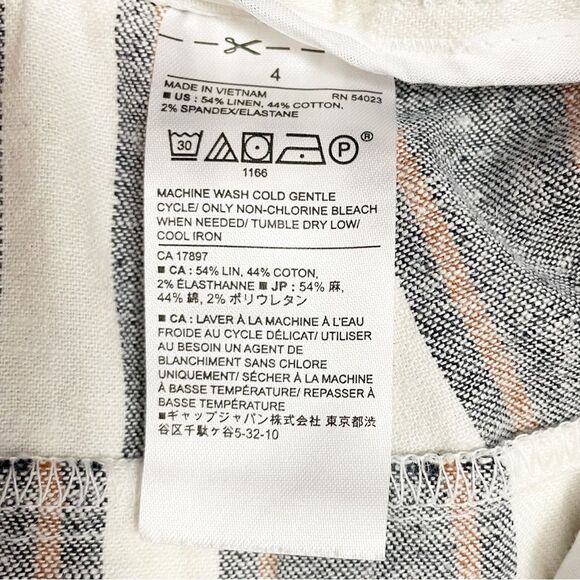 4
MADE IN VIETNAM RN 54023
■ US : 54% LINEN, 44% COTTON,
2% SPANDEX/ELASTANE
30 P ®
1166
MACHINE WASH COLD GENTLE
CYCLE/ ONLY NON-CHLORINE BLEACH
WHEN NEEDED/ TUMBLE DRY LOW/
COOL IRON
CA 17897
■ CA : 54% LIN, 44% COTON,
2% ÉLASTHANNE ■ JP : 54% 麻,
44% 綿, 2% ポリウレタン
■ CA : LAVER À LA MACHINE À L'EAU
FROIDE AU CYCLE DÉLICAT/ UTILISER
AU BESOIN UN AGENT DE
BLANCHIMENT SANS CHLORE
UNIQUEMENT/ SÉCHER À LA MACHINE
À BASSE TEMPÉRATURE/ REPASSER À
BASSE TEMPÉRATURE
■ギャップジャパン株式会社 東京都渋
谷区千駄ヶ谷5-32-10